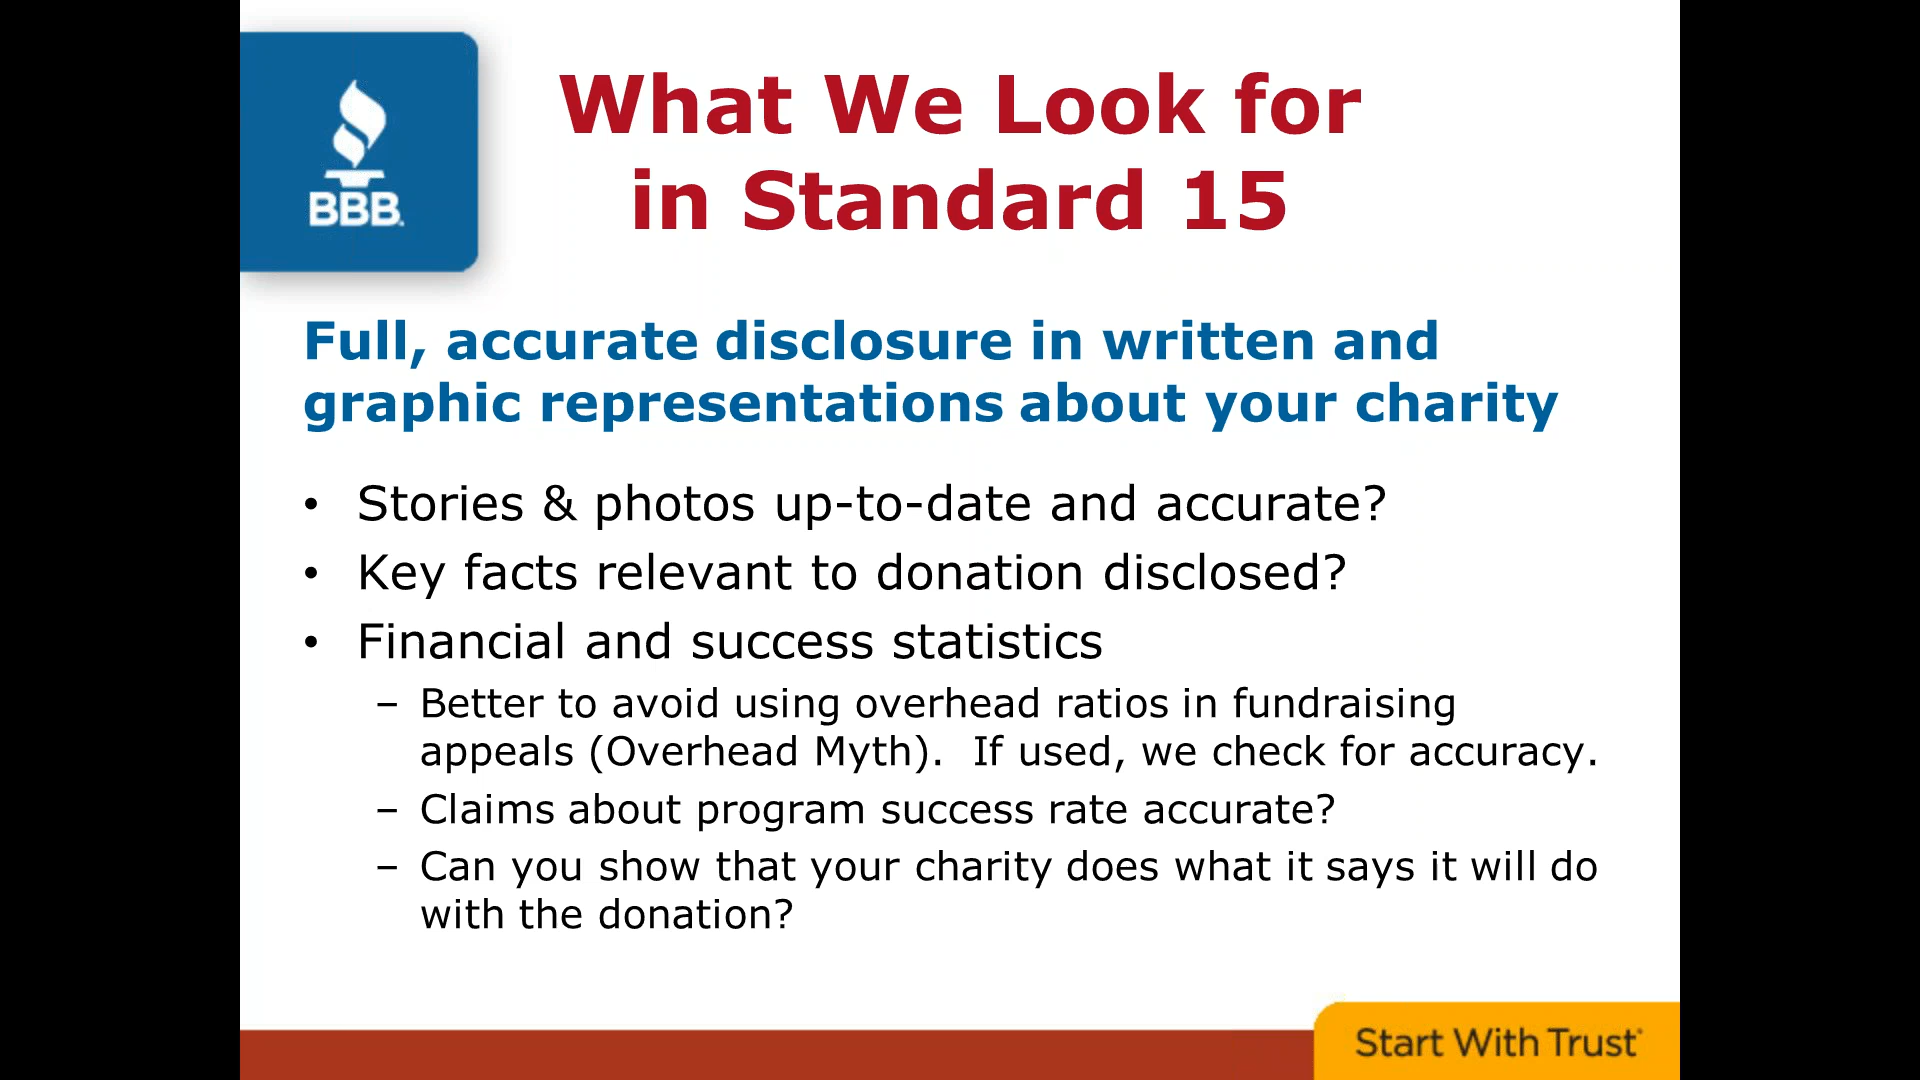 BBB.
What We Look for
in Standard 15
Full, accurate disclosure in written and
graphic representations about your charity
• Stories & photos up-to-date and accurate?
• Key facts relevant to donation disclosed?
• Financial and success statistics
– Better to avoid using overhead ratios in fundraising
appeals (Overhead Myth).  If used, we check for accuracy.
– Claims about program success rate accurate?
– Can you show that your charity does what it says it will do
with the donation?
Start With Trust